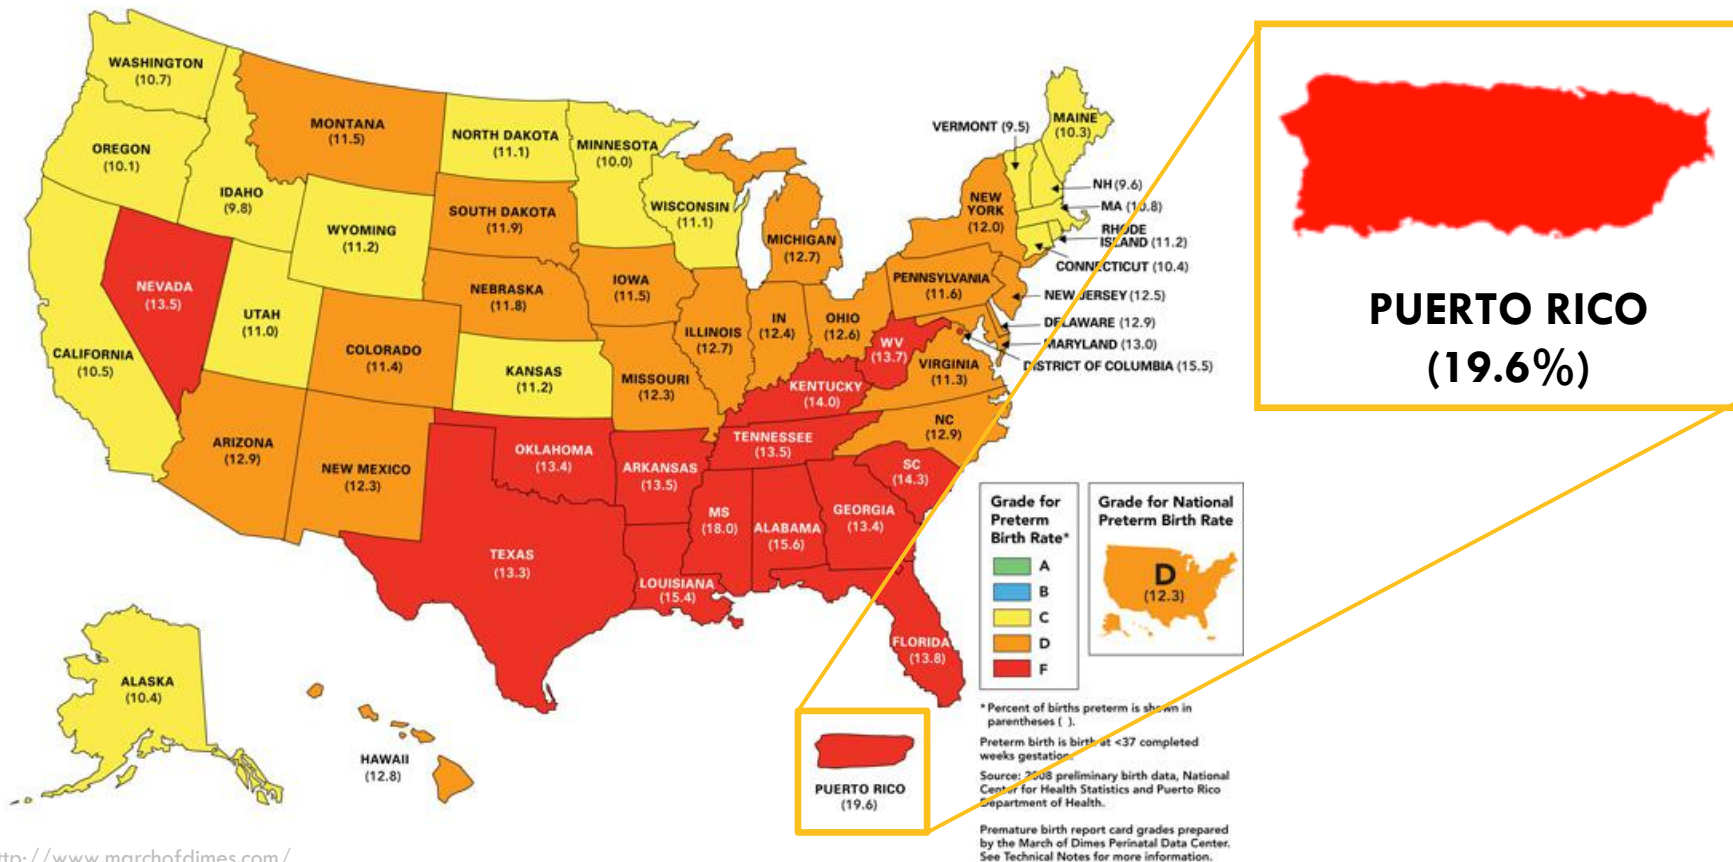 WASHINGTON
(10.7)
MONTANA
(11.5)
NORTH DAKOTA
(11.1)
MINNESOTA
(10.0)
VERMONT (9.5)
MAINE
(10.3)
OREGON
(10.1)
IDAHO
(9.8)
WYOMING
(11.2)
SOUTH DAKOTA
(11.9)
WISCONSIN
(11.1)
MICHIGAN
(12.7)
NEW
YORK
(12.0)
NH (9.6)
MA (10.8)
RHODE
ISLAND (11.2)
CONNECTICUT (10.4)
NEVADA
(13.5)
UTAH
(11.0)
NEBRASKA
(11.8)
IOWA
(11.5)
PENNSYLVANIA
(11.6)
NEW JERSEY (12.5)
DELAWARE (12.9)
MARYLAND (13.0)
DISTRICT OF COLUMBIA (15.5)
CALIFORNIA
(10.5)
COLORADO
(11.4)
KANSAS
(11.2)
MISSOURI
(12.3)
ILLINOIS
(12.7)
IN
(12.4)
OHIO
(12.6)
WV
(13.7)
VIRGINIA
(11.3)
KENTUCKY
(14.0)
NC
(12.9)
ARIZONA
(12.9)
NEW MEXICO
(12.3)
OKLAHOMA
(13.4)
ARKANSAS
(13.5)
TENNESSEE
(13.5)
SC
(14.3)
TEXAS
(13.3)
LOUISIANA
(15.4)
MS
(18.0)
ALABAMA
(15.6)
GEORGIA
(13.4)
FLORIDA
(13.8)
ALASKA
(10.4)
HAWAII
(12.8)
PUERTO RICO
(19.6)
PUERTO RICO
(19.6%)
Grade for
Preterm
Birth Rate*
A
B
C
D
F
Grade for National
Preterm Birth Rate
D
(12.3)
* Percent of births preterm is shown in
parentheses ( ).
Preterm birth is birth at <37 completed
weeks gestation.
Source: 2008 preliminary birth data, National
Center for Health Statistics and Puerto Rico
Department of Health.
Premature birth report card grades prepared
by the March of Dimes Perinatal Data Center.
See Technical Notes for more information.
ttp://www.marchofdimes.com/